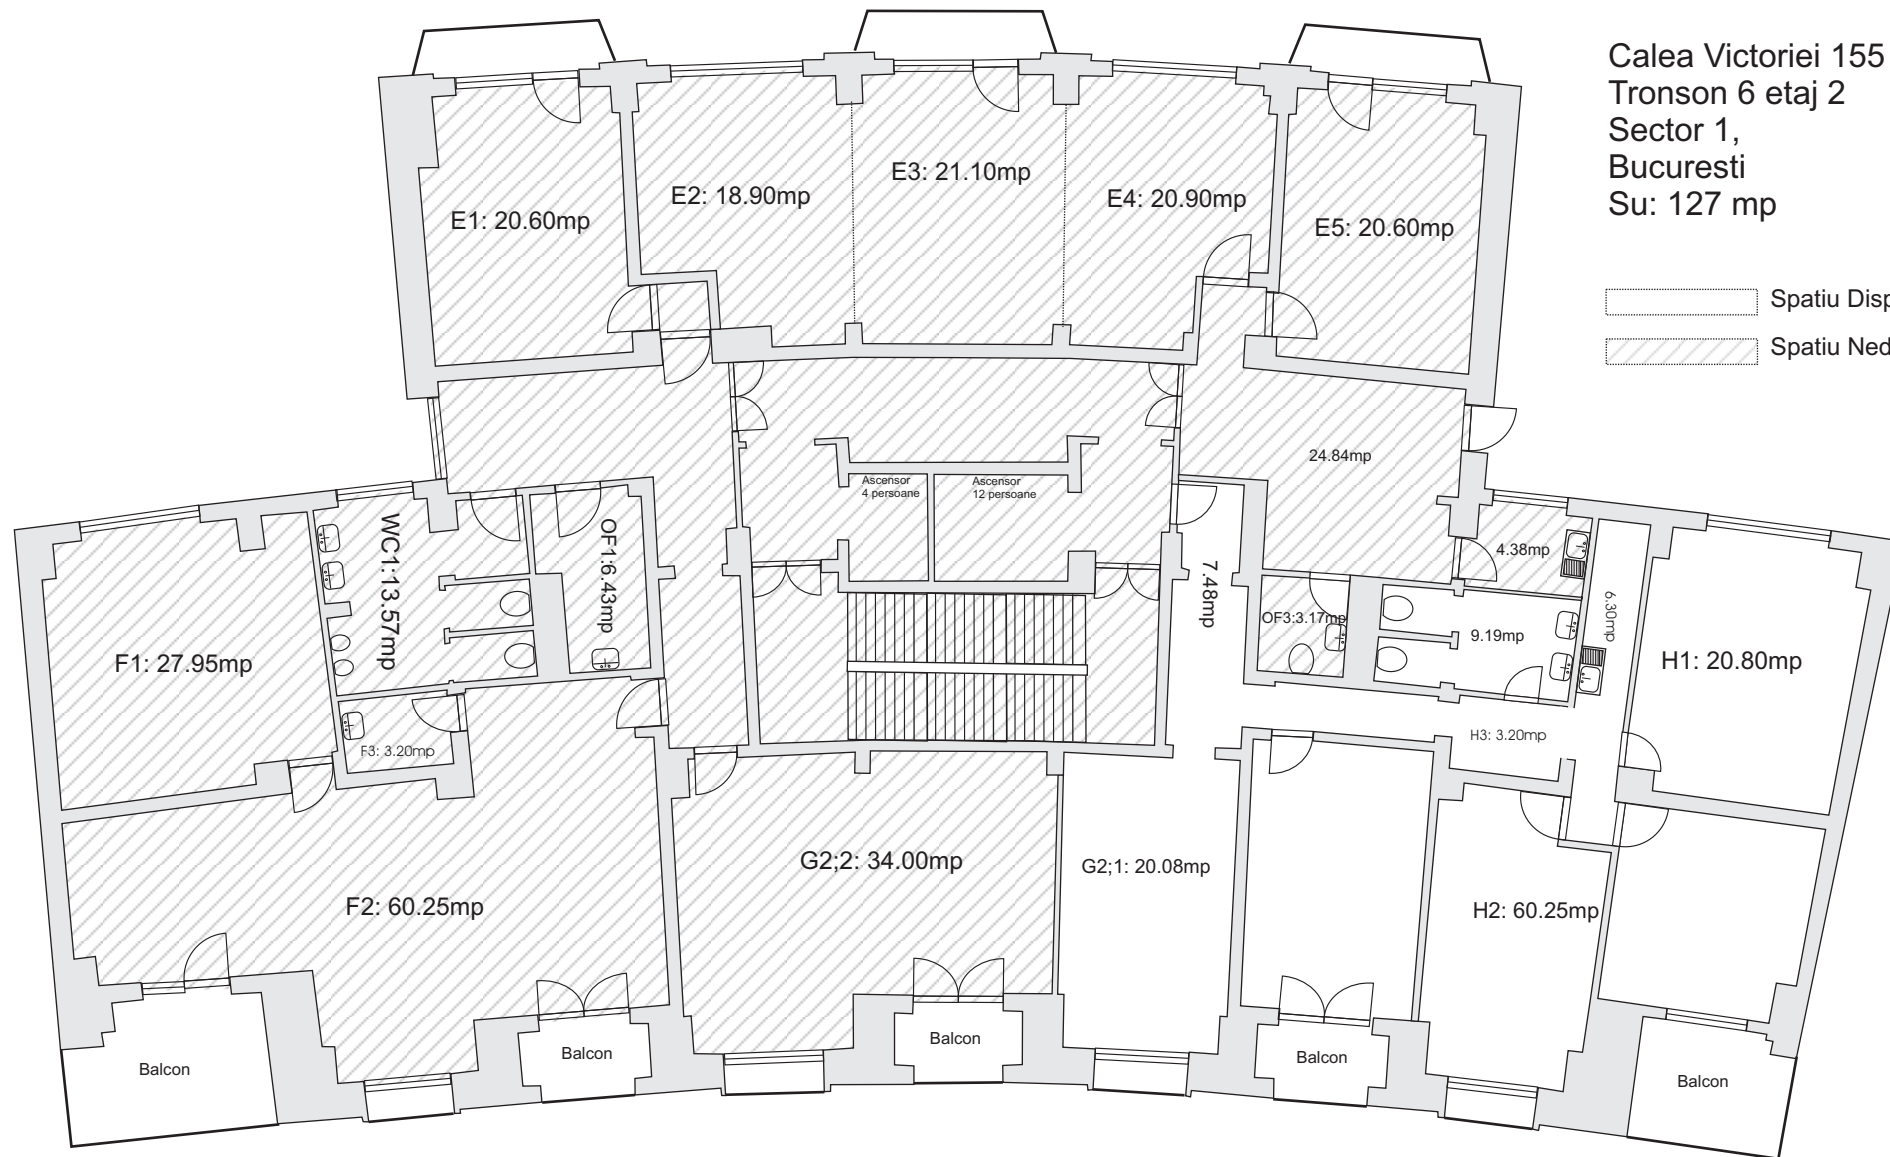 Calea Victoriei 155
Tronson 6 etaj 2
Sector 1,
Bucuresti
Su: 127 mp
Spatiu Disp
Spatiu Ned
E1: 20.60mp
E2: 18.90mp
E3: 21.10mp
E4: 20.90mp
E5: 20.60mp
24.84mp
Ascensor
4 persoane
Ascensor
12 persoane
WC1:13.57mp
OF1:6.43mp
7.48mp
4.38mp
OF3:3.17mp
9.19mp
6.30mp
F1: 27.95mp
H1: 20.80mp
F3: 3.20mp
H3: 3.20mp
G2;2: 34.00mp
G2;1: 20.08mp
F2: 60.25mp
H2: 60.25mp
Balcon
Balcon
Balcon
Balcon
Balcon